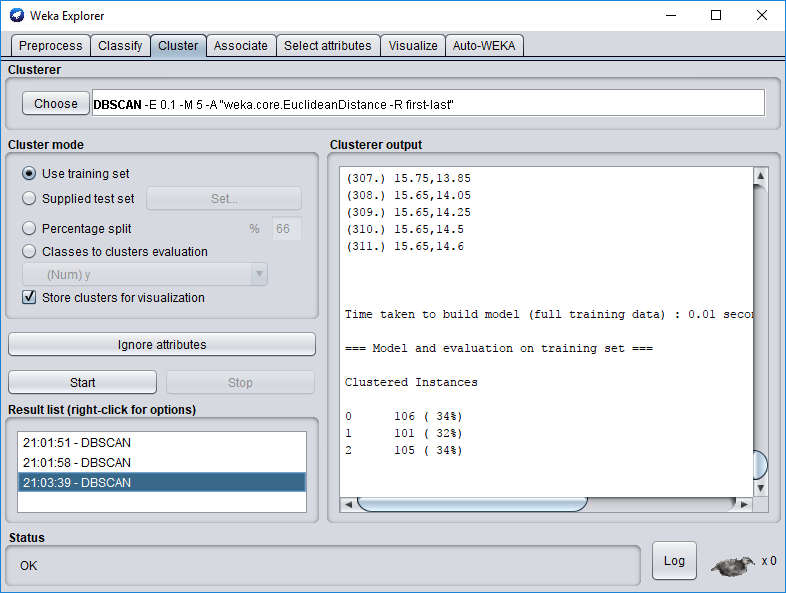 Weka Explorer
Preprocess Classify Cluster Associate Select attributes Visualize Auto-WEKA
Clusterer
Choose DBSCAN -E 0.1 -M 5 -A "weka.core.EuclideanDistance -R first-last"
Cluster mode
Use training set
Supplied test set Set...
Percentage split % 66
Classes to clusters evaluation
(Num) y
Store clusters for visualization
Ignore attributes
Start Stop
Result list (right-click for options)
21:01:51 - DBSCAN
21:01:58 - DBSCAN
21:03:39 - DBSCAN
Clusterer output
(307.) 15.75,13.85
(308.) 15.65,14.05
(309.) 15.65,14.25
(310.) 15.65,14.5
(311.) 15.65,14.6
Time taken to build model (full training data) : 0.01 secon
=== Model and evaluation on training set ===
Clustered Instances
0 106 ( 34%)
1 101 ( 32%)
2 105 ( 34%)
Status
OK
Log x 0